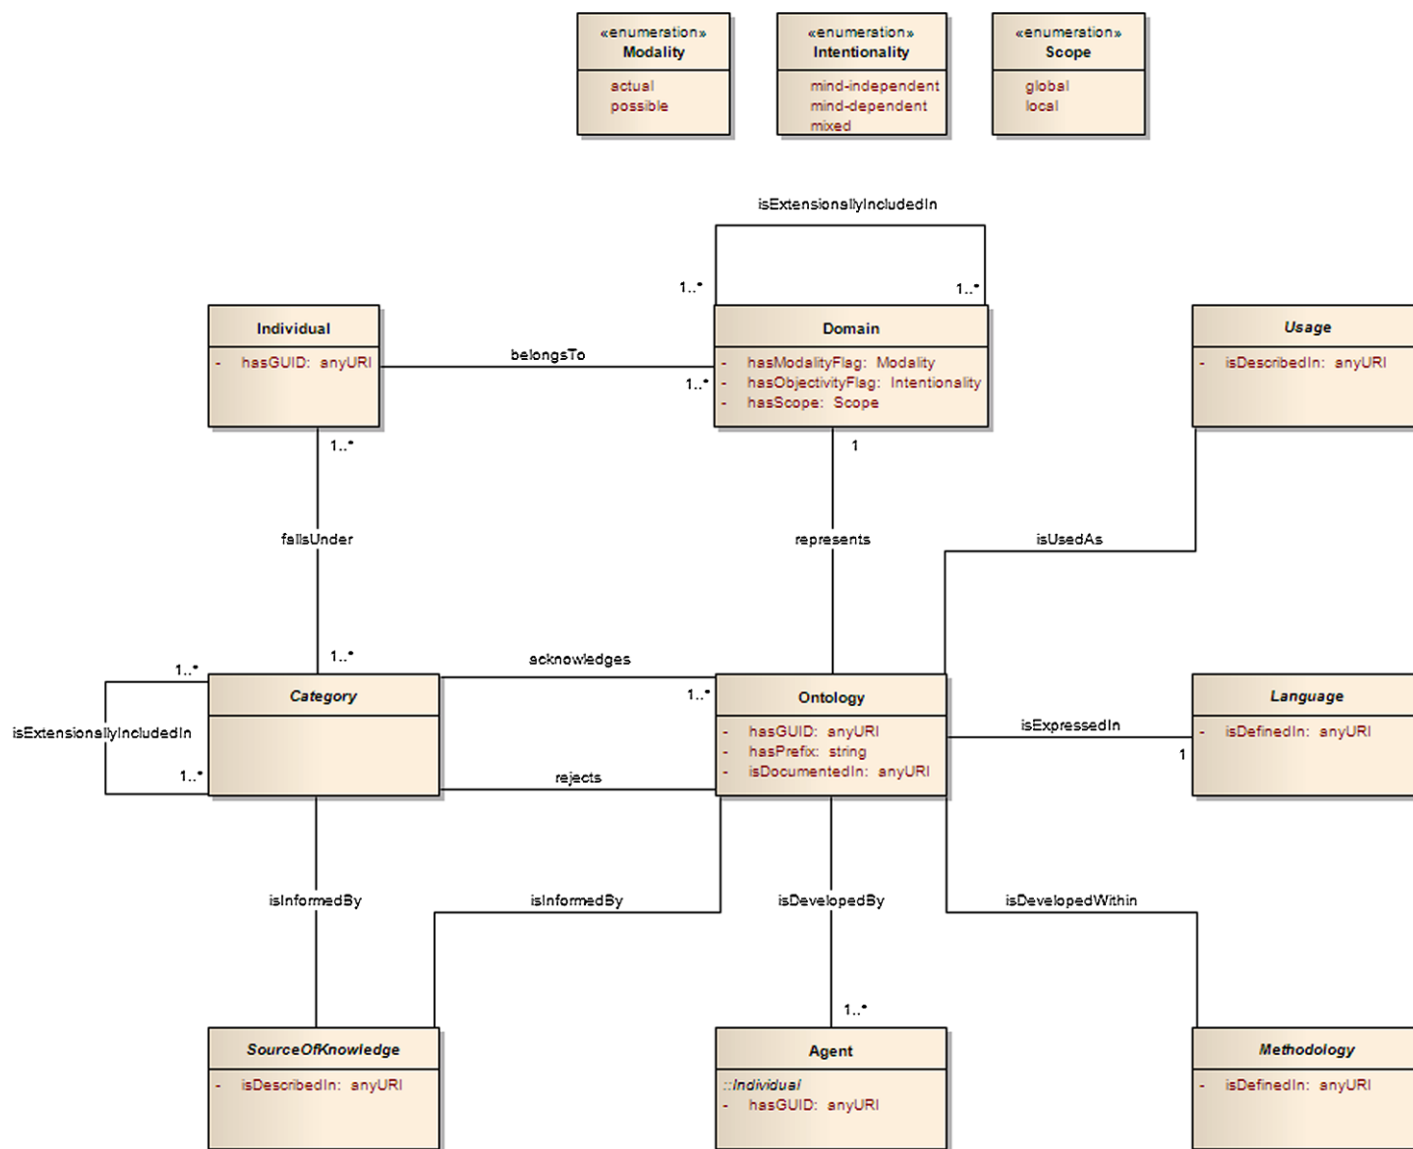 «enumeration»
Modality
actual
possible
«enumeration»
Intentionality
mind-independent
mind-dependent
mixed
«enumeration»
Scope
global
local
isExtensionallyIncludedIn
1..*
1..*
Individual
- hasGUID: anyURI
belongsTo
1..*
Domain
- hasModalityFlag: Modality
- hasObjectivityFlag: Intentionality
- hasScope: Scope
Usage
- isDescribedIn: anyURI
1..*
1
fallsUnder
represents
isUsedAs
1..*
1..*
isExtensionallyIncludedIn
1..*
Category
acknowledges
1..*
rejects
Ontology
- hasGUID: anyURI
- hasPrefix: string
- isDocumentedIn: anyURI
isExpressedIn
1
Language
- isDefinedIn: anyURI
isInformedBy
isInformedBy
isDevelopedBy
isDevelopedWithin
1..*
SourceOfKnowledge
- isDescribedIn: anyURI
Agent
::Individual
- hasGUID: anyURI
Methodology
- isDefinedIn: anyURI